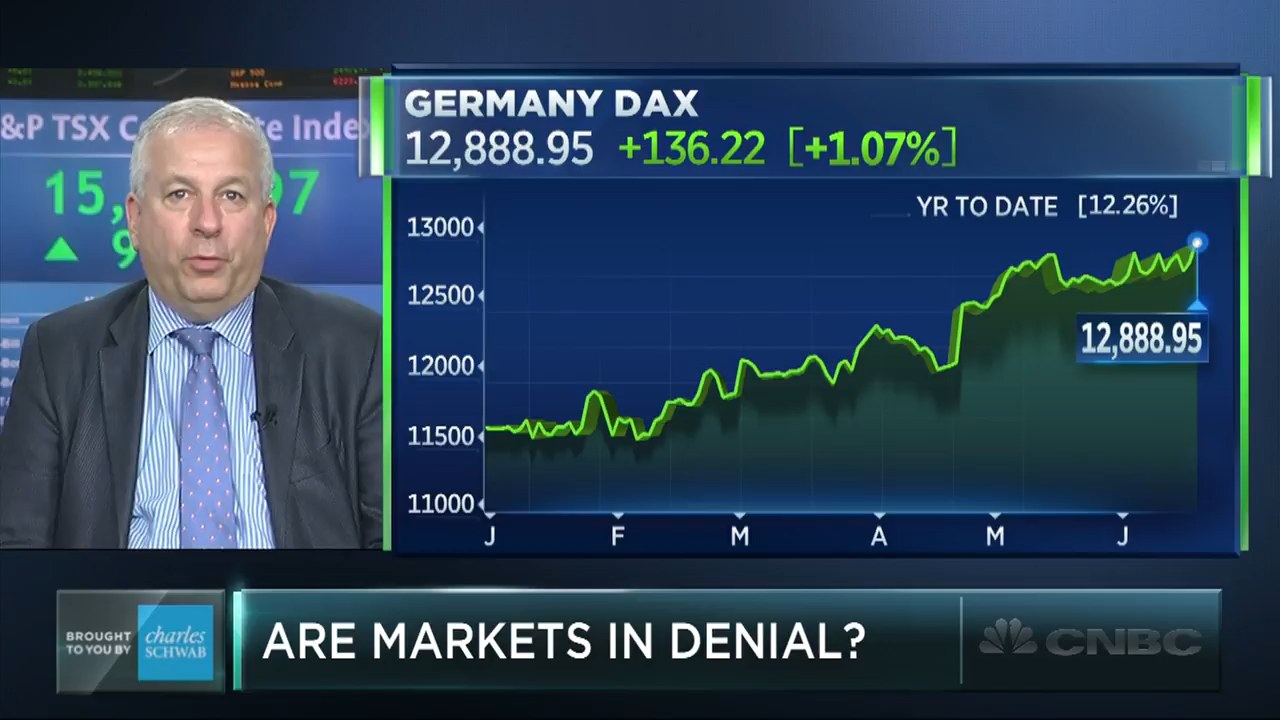 S&P 500
&P TSX C
te Inde
15,
97
9
GERMANY DAX
12,888.95 +136.22 [+1.07%]
YR TO DATE [12.26%]
13000
12500
12000
11500
11000
12,888.95
J F M A M J
BROUGHT
TO YOU BY
charles
SCHWAB
ARE MARKETS IN DENIAL?
CNBC